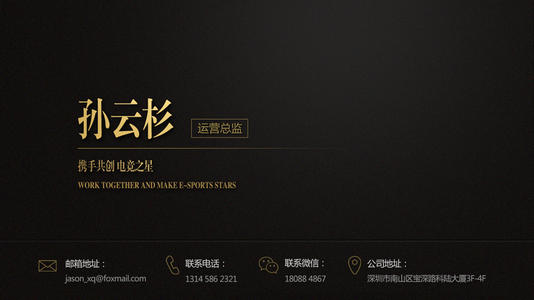 孙云杉
运营总监
携手共创 电竞之星
WORK TOGETHER AND MAKE E-SPORTS STARS
邮箱地址：
jason_xq@foxmail.com
联系电话：
1314 586 2321
联系微信：
18088 4867
公司地址：
深圳市南山区宝深路科陆大厦3F-4F